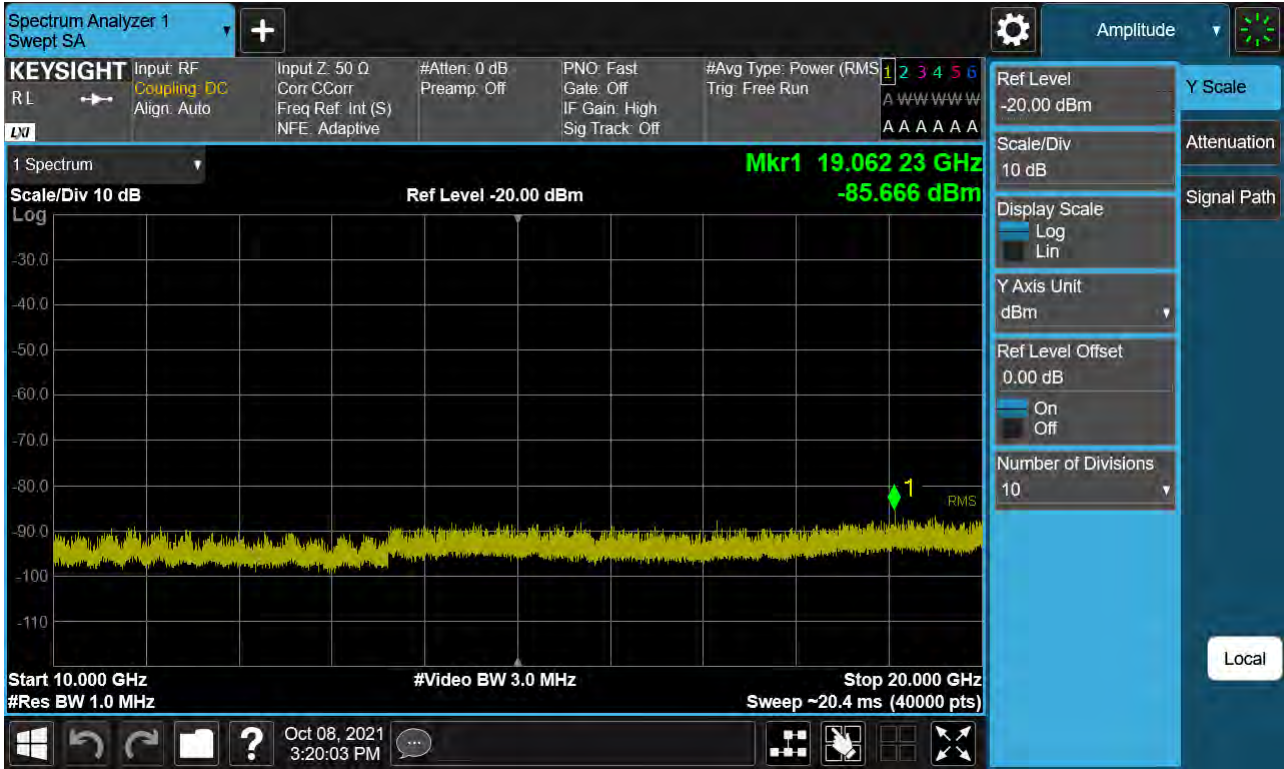 Spectrum Analyzer 1
Swept SA
+
Amplitude
KEYSIGHT
RL
LXI
Input: RF
Coupling: DC
Align: Auto
Input Z: 50 Ω
Corr CCorr
Freq Ref: Int (S)
NFE: Adaptive
#Atten: 0 dB
Preamp: Off
PNO: Fast
Gate: Off
IF Gain: High
Sig Track: Off
#Avg Type: Power (RMS
Trig: Free Run
1 2 3 4 5 6
A W W W W W
A A A A A A
1 Spectrum
Mkr1 19.062 23 GHz
Scale/Div 10 dB
Ref Level -20.00 dBm
-85.666 dBm
Log
-30.0
-40.0
-50.0
-60.0
-70.0
-80.0
-90.0
-100
-110
1
RMS
Start 10.000 GHz
#Video BW 3.0 MHz
Stop 20.000 GHz
#Res BW 1.0 MHz
Sweep ~20.4 ms (40000 pts)
Ref Level
-20.00 dBm
Scale/Div
10 dB
Display Scale
Log
Lin
Y Axis Unit
dBm
Ref Level Offset
0.00 dB
On
Off
Number of Divisions
10
Y Scale
Attenuation
Signal Path
Local
?
Oct 08, 2021
3:20:03 PM